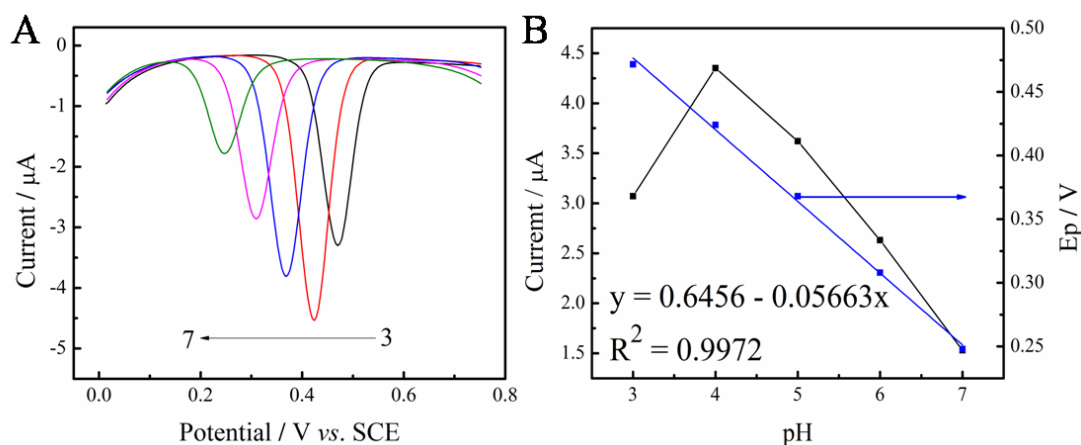 A
0
-1
-2
-3
-4
-5
Current / μA
7 3
0.0 0.2 0.4 0.6 0.8
Potential / V vs. SCE
B
4.5
4.0
3.5
3.0
2.5
2.0
1.5
Curremt / μA
0.50
0.45
0.40
0.35
0.30
0.25
Ep / V
y = 0.6456 - 0.05663x
R² = 0.9972
3 4 5 6 7
pH